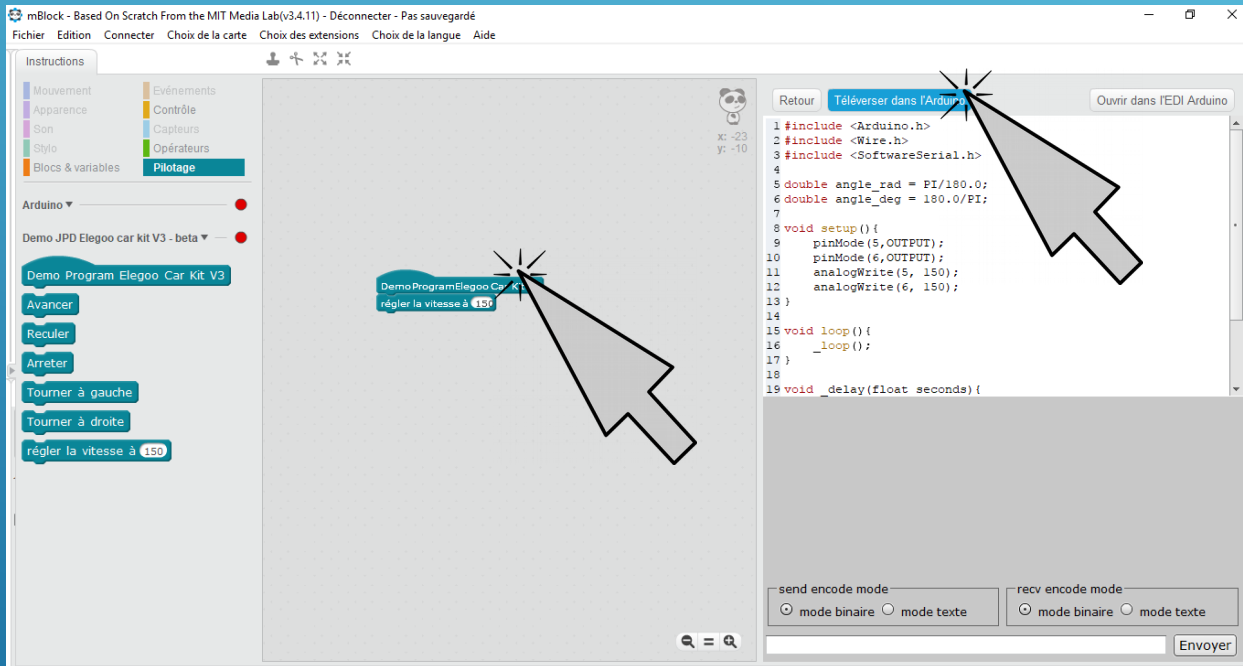 mBlock - Based On Scratch From the MIT Media Lab(v3.4.11) - Déconnecter - Pas sauvegardé
Fichier Edition Connecter Choix de la carte Choix des extensions Choix de la langue Aide
Instructions
Mouvement Evénements
Apparence Contrôle
Son Capteurs
Stylo Opérateurs
Blocs & variables Pilotage
Arduino
Demo JPD Elegoo car kit V3 - beta
Demo Program Elegoo Car Kit V3
Avancer
Reculer
Arreter
Tourner à gauche
Tourner à droite
régler la vitesse à 150
x: -23
y: -10
Demo Program Elegoo Car Kit
régler la vitesse à 150
Retour Téléverser dans l'Arduino Ouvrir dans l'EDI Arduino
1 #include <Arduino.h>
2 #include <Wire.h>
3 #include <SoftwareSerial.h>
4
5 double angle_rad = PI/180.0;
6 double angle_deg = 180.0/PI;
7
8 void setup(){
9 pinMode(5,OUTPUT);
10 pinMode(6,OUTPUT);
11 analogWrite(5, 150);
12 analogWrite(6, 150);
13 }
14
15 void loop(){
16 _loop();
17 }
18
19 void _delay(float seconds){
send encode mode recv encode mode
mode binaire mode texte mode binaire mode texte
Envoyer